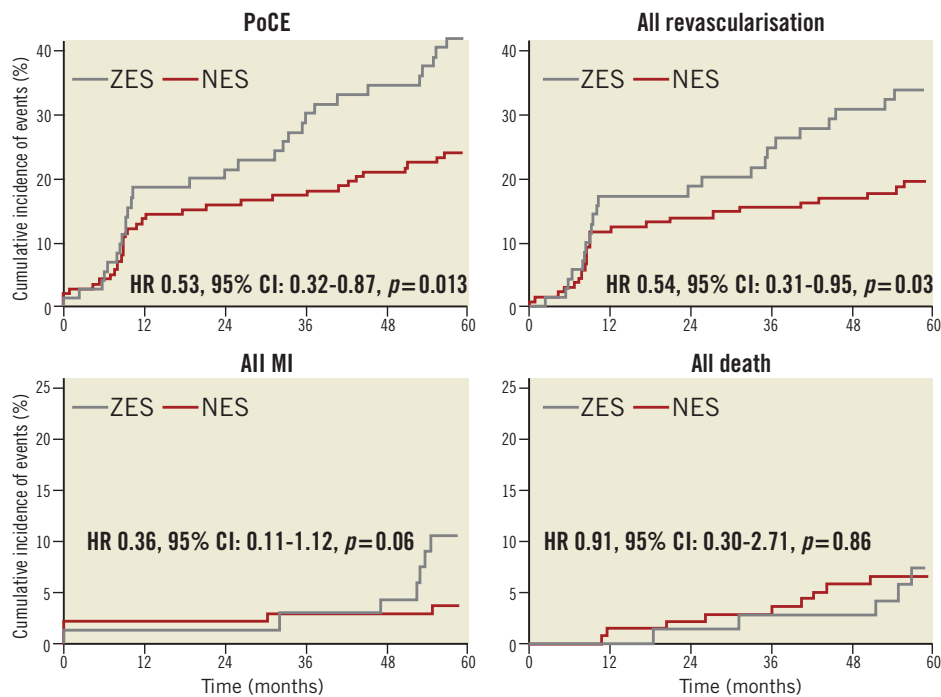 PoCE
Cumulative incidence of events (%)
40
30
20
10
0
ZES NES
HR 0.53, 95% CI: 0.32-0.87, p=0.013
0 12 24 36 48 60
All revascularisation
Cumulative incidence of events (%)
40
30
20
10
0
ZES NES
HR 0.54, 95% CI: 0.31-0.95, p=0.03
0 12 24 36 48 60
All MI
Cumulative incidence of events (%)
25
20
15
10
5
0
ZES NES
HR 0.36, 95% CI: 0.11-1.12, p=0.06
0 12 24 36 48 60
Time (months)
All death
25
20
15
10
5
0
ZES NES
HR 0.91, 95% CI: 0.30-2.71, p=0.86
0 12 24 36 48 60
Time (months)